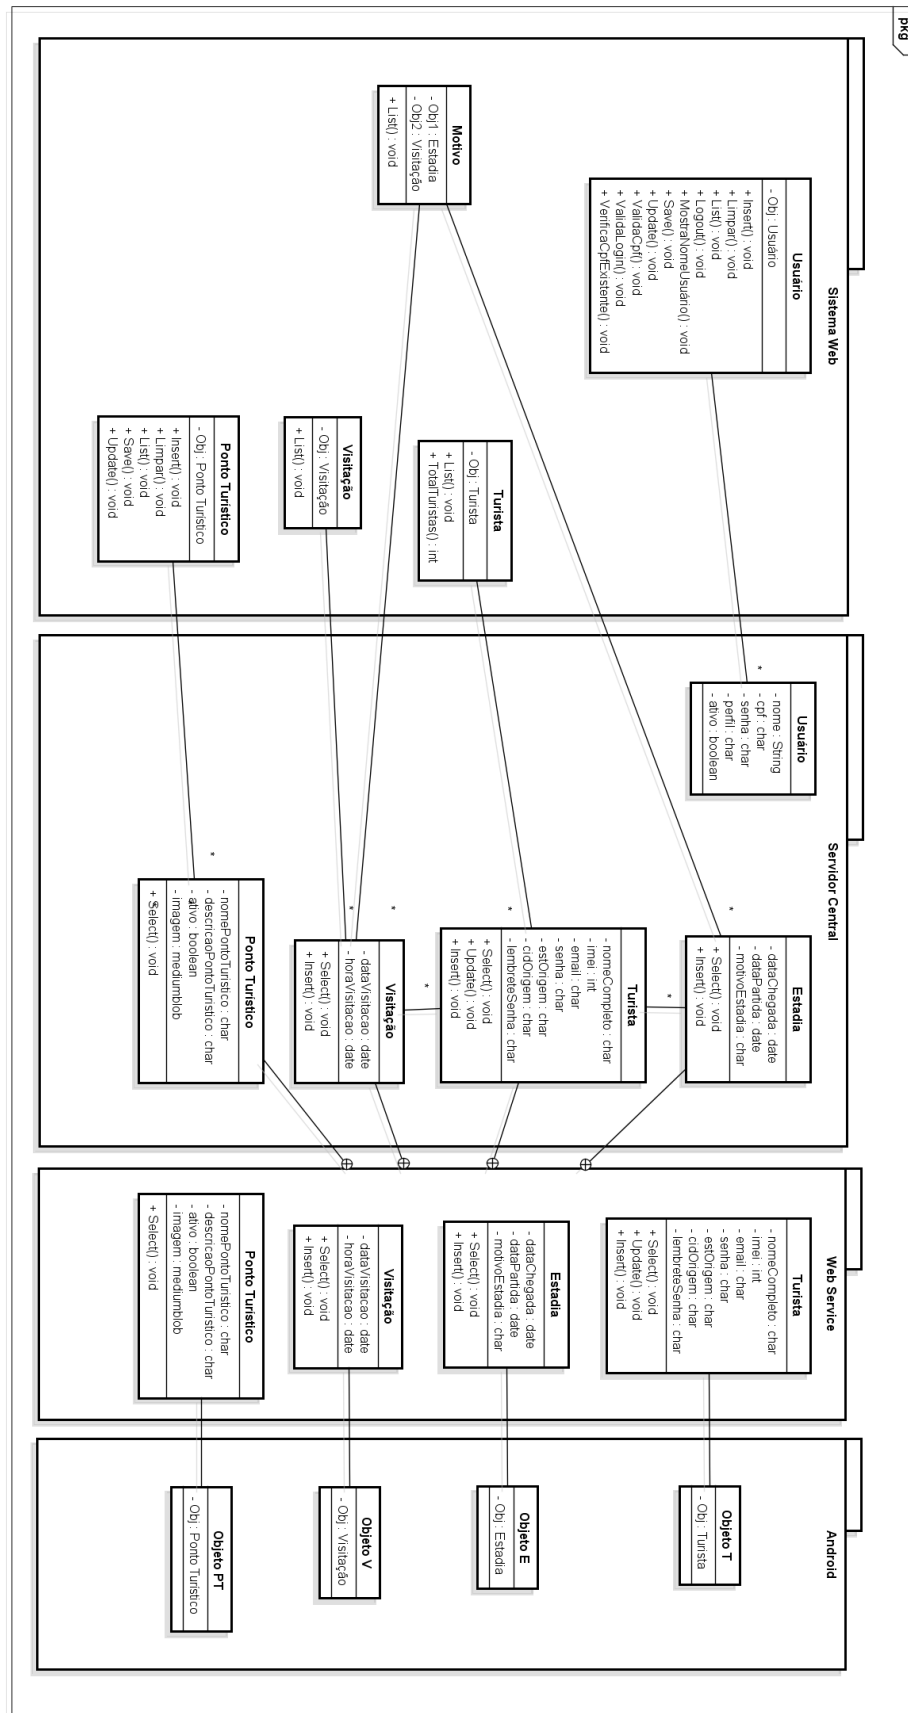 pkg
Sistema Web
Usuário
- Obj : Usuário
+ Insert() : void
+ Limpar() : void
+ List() : void
+ Logout() : void
+ MostraNomeUsuário() : void
+ Save() : void
+ Update() : void
+ ValidaCpf() : void
+ ValidaLogin() : void
+ VerificaCpfExistente() : void
Motivo
- Obj1 : Estadia
- Obj2 : Visitação
+ List() : void
Turista
- Obj : Turista
+ List() : void
+ TotalTuristas() : int
Visitação
- Obj : Visitação
+ List() : void
Ponto Turístico
- Obj : Ponto Turístico
+ Insert() : void
+ Limpar() : void
+ List() : void
+ Save() : void
+ Update() : void
Servidor Central
Usuário
- nome : String
- cpf : char
- senha : char
- perfil : char
- ativo : boolean
*
Estadia
- dataChegada : date
- dataPartida : date
- motivoEstadia : char
+ Select() : void
+ Insert() : void
*
*
Turista
- nomeCompleto : char
- imei : int
- email : char
- senha : char
- estOrigem : char
- cidOrigem : char
- lembreteSenha : char
+ Select() : void
+ Update() : void
+ Insert() : void
*
*
Visitação
- dataVisitacao : date
- horaVisitacao : date
+ Select() : void
+ Insert() : void
*
*
Ponto Turístico
- nomePontoTuristico : char
- descricaoPontoTuristico : char
- ativo : boolean
- imagem : mediumblob
+ Select() : void
*
Web Service
Turista
- nomeCompleto : char
- imei : int
- email : char
- senha : char
- estOrigem : char
- cidOrigem : char
- lembreteSenha : char
+ Select() : void
+ Update() : void
+ Insert() : void
Estadia
- dataChegada : date
- dataPartida : date
- motivoEstadia : char
+ Select() : void
+ Insert() : void
Visitação
- dataVisitacao : date
- horaVisitacao : date
+ Select() : void
+ Insert() : void
Ponto Turístico
- nomePontoTuristico : char
- descricaoPontoTuristico : char
- ativo : boolean
- imagem : mediumblob
+ Select() : void
Android
Objeto T
- Obj : Turista
Objeto E
- Obj : Estadia
Objeto V
- Obj : Visitação
Objeto PT
- Obj : Ponto Turístico